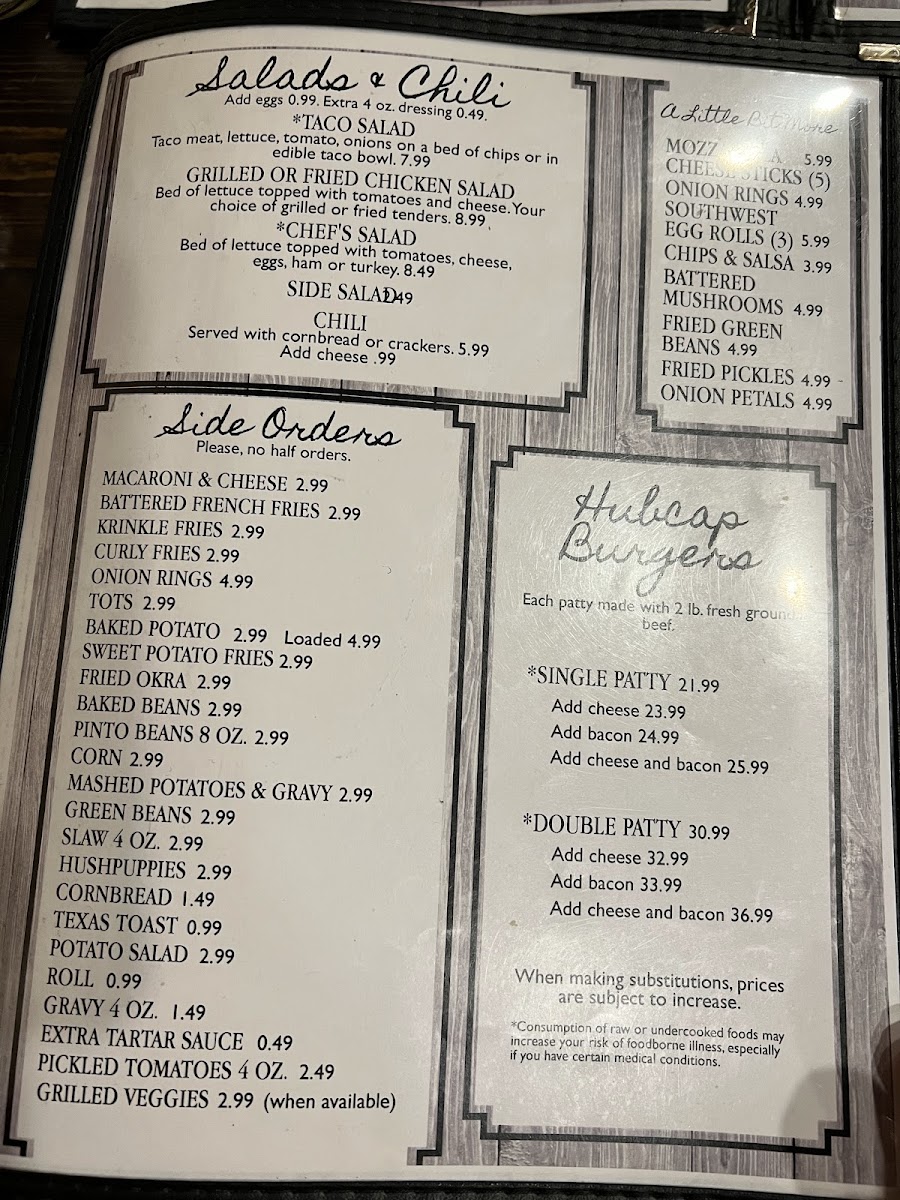 Salads & Chili
Add eggs 0.99. Extra 4 oz. dressing 0.49.
*TACO SALAD
Taco meat, lettuce, tomato, onions on a bed of chips or in
edible taco bowl. 7.99
GRILLED OR FRIED CHICKEN SALAD
Bed of lettuce topped with tomatoes and cheese. Your
choice of grilled or fried tenders. 8.99
*CHEF'S SALAD
Bed of lettuce topped with tomatoes, cheese,
eggs, ham or turkey. 8.49
SIDE SALAD 2.49
CHILI
Served with cornbread or crackers. 5.99
Add cheese .99
A Little Bit More
5.99
CHEESE STICKS (5)
ONION RINGS 4.99
SOUTHWEST
EGG ROLLS (3) 5.99
CHIPS & SALSA 3.99
BATTERED
MUSHROOMS 4.99
FRIED GREEN
BEANS 4.99
FRIED PICKLES 4.99
ONION PETALS 4.99
Side Orders
Please, no half orders.
MACARONI & CHEESE 2.99
BATTERED FRENCH FRIES 2.99
KRINKLE FRIES 2.99
CURLY FRIES 2.99
ONION RINGS 4.99
TOTS 2.99
BAKED POTATO 2.99 Loaded 4.99
SWEET POTATO FRIES 2.99
FRIED OKRA 2.99
BAKED BEANS 2.99
PINTO BEANS 8 OZ. 2.99
CORN 2.99
MASHED POTATOES & GRAVY 2.99
GREEN BEANS 2.99
SLAW 4 OZ. 2.99
HUSHPUPPIES 2.99
CORNBREAD 1.49
TEXAS TOAST 0.99
POTATO SALAD 2.99
ROLL 0.99
GRAVY 4 OZ. 1.49
EXTRA TARTAR SAUCE 0.49
PICKLED TOMATOES 4 OZ. 2.49
GRILLED VEGGIES 2.99 (when available)
Hubcap
Burgers
Each patty made with 2 lb. fresh ground
beef.
*SINGLE PATTY 21.99
Add cheese 23.99
Add bacon 24.99
Add cheese and bacon 25.99
*DOUBLE PATTY 30.99
Add cheese 32.99
Add bacon 33.99
Add cheese and bacon 36.99
When making substitutions, prices
are subject to increase.
*Consumption of raw or undercooked foods may
increase your risk of foodborne illness, especially
if you have certain medical conditions.